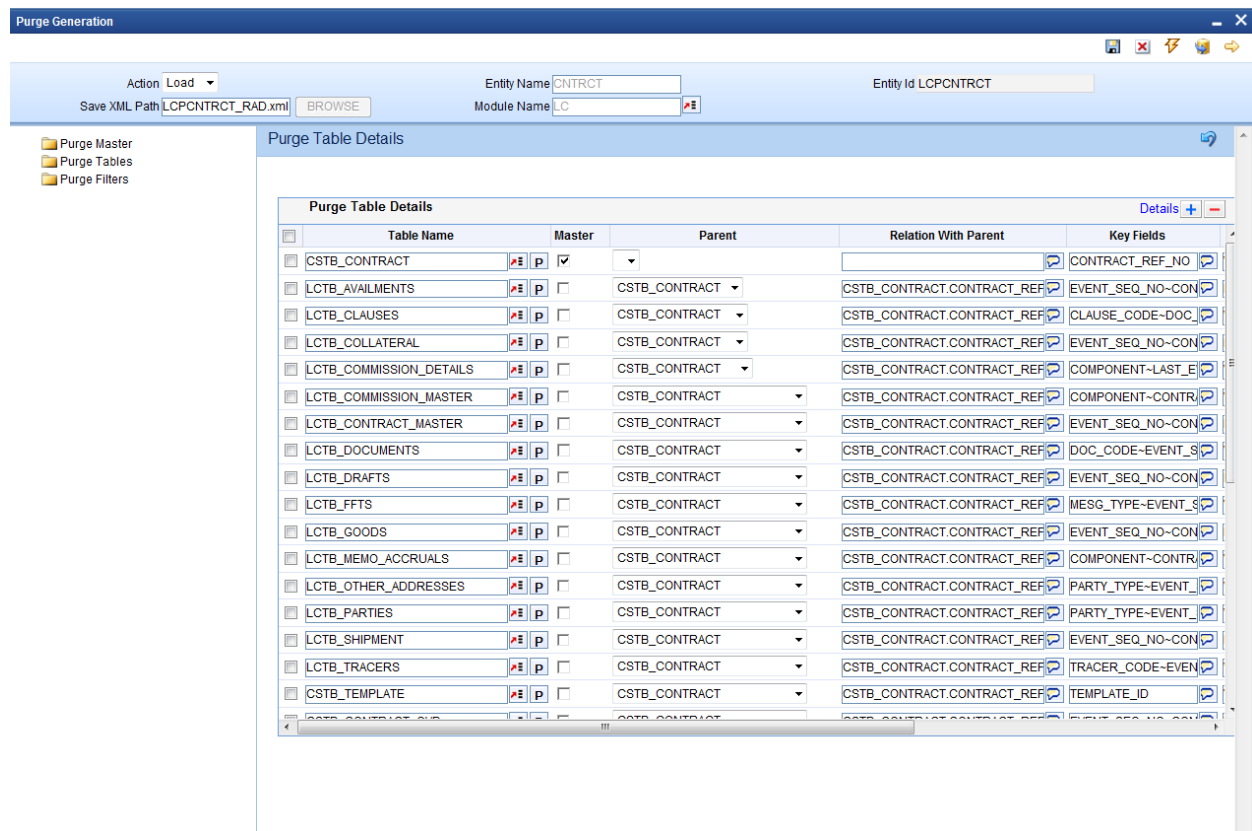 Purge Generation
Action Load Entity Name CNTRCT Entity Id LCPCNTRCT
Save XML Path LCPCNTRCT_RAD.xml BROWSE Module Name LC
Purge Master
Purge Tables
Purge Filters
Purge Table Details
Purge Table Details Details
Table Name Master Parent Relation With Parent Key Fields
CSTB_CONTRACT P CONTRACT_REF_NO
LCTB_AVAILMENTS P CSTB_CONTRACT CSTB_CONTRACT.CONTRACT_REF EVENT_SEQ_NO~CON
LCTB_CLAUSES P CSTB_CONTRACT CSTB_CONTRACT.CONTRACT_REF CLAUSE_CODE~DOC_
LCTB_COLLATERAL P CSTB_CONTRACT CSTB_CONTRACT.CONTRACT_REF EVENT_SEQ_NO~CON
LCTB_COMMISSION_DETAILS P CSTB_CONTRACT CSTB_CONTRACT.CONTRACT_REF COMPONENT~LAST_E
LCTB_COMMISSION_MASTER P CSTB_CONTRACT CSTB_CONTRACT.CONTRACT_REF COMPONENT~CONTR
LCTB_CONTRACT_MASTER P CSTB_CONTRACT CSTB_CONTRACT.CONTRACT_REF EVENT_SEQ_NO~CON
LCTB_DOCUMENTS P CSTB_CONTRACT CSTB_CONTRACT.CONTRACT_REF DOC_CODE~EVENT_S
LCTB_DRAFTS P CSTB_CONTRACT CSTB_CONTRACT.CONTRACT_REF EVENT_SEQ_NO~CON
LCTB_FFTS P CSTB_CONTRACT CSTB_CONTRACT.CONTRACT_REF MESG_TYPE~EVENT_S
LCTB_GOODS P CSTB_CONTRACT CSTB_CONTRACT.CONTRACT_REF EVENT_SEQ_NO~CON
LCTB_MEMO_ACCRUALS P CSTB_CONTRACT CSTB_CONTRACT.CONTRACT_REF COMPONENT~CONTR
LCTB_OTHER_ADDRESSES P CSTB_CONTRACT CSTB_CONTRACT.CONTRACT_REF PARTY_TYPE~EVENT_
LCTB_PARTIES P CSTB_CONTRACT CSTB_CONTRACT.CONTRACT_REF PARTY_TYPE~EVENT_
LCTB_SHIPMENT P CSTB_CONTRACT CSTB_CONTRACT.CONTRACT_REF EVENT_SEQ_NO~CON
LCTB_TRACERS P CSTB_CONTRACT CSTB_CONTRACT.CONTRACT_REF TRACER_CODE~EVEN
CSTB_TEMPLATE P CSTB_CONTRACT CSTB_CONTRACT.CONTRACT_REF TEMPLATE_ID